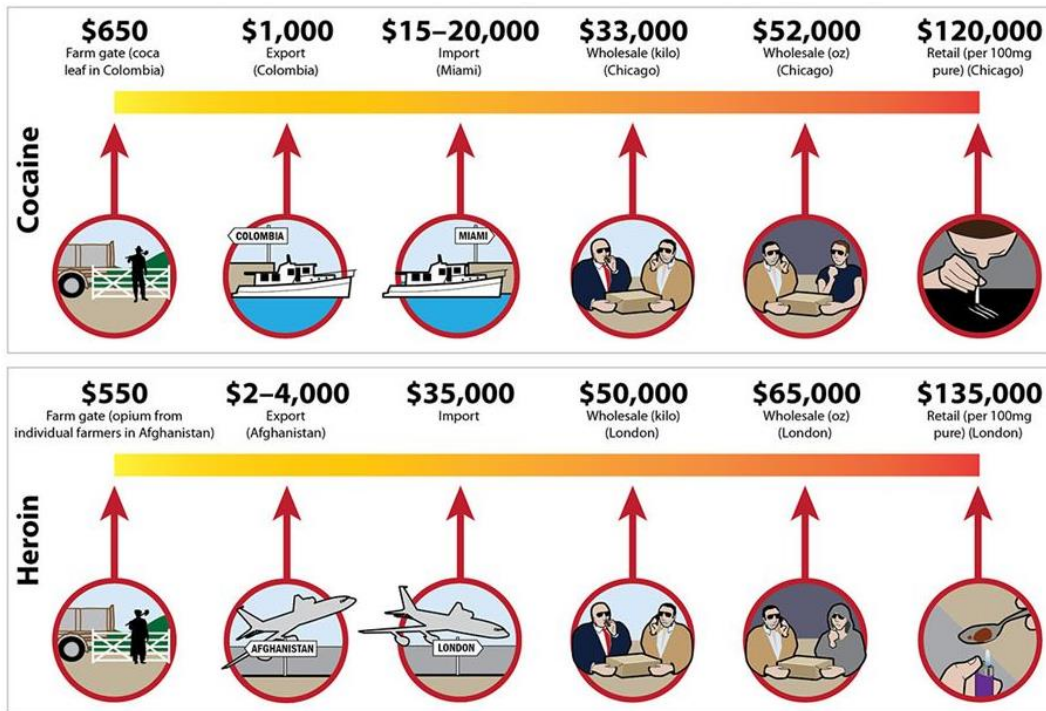 Cocaine
$650
Farm gate (coca
leaf in Colombia)
$1,000
Export
(Colombia)
$15–20,000
Import
(Miami)
$33,000
Wholesale (kilo)
(Chicago)
$52,000
Wholesale (oz)
(Chicago)
$120,000
Retail (per 100mg
pure) (Chicago)
COLOMBIA
MIAMI
Heroin
$550
Farm gate (opium from
individual farmers in Afghanistan)
$2–4,000
Export
(Afghanistan)
$35,000
Import
$50,000
Wholesale (kilo)
(London)
$65,000
Wholesale (oz)
(London)
$135,000
Retail (per 100mg
pure) (London)
AFGHANISTAN
LONDON